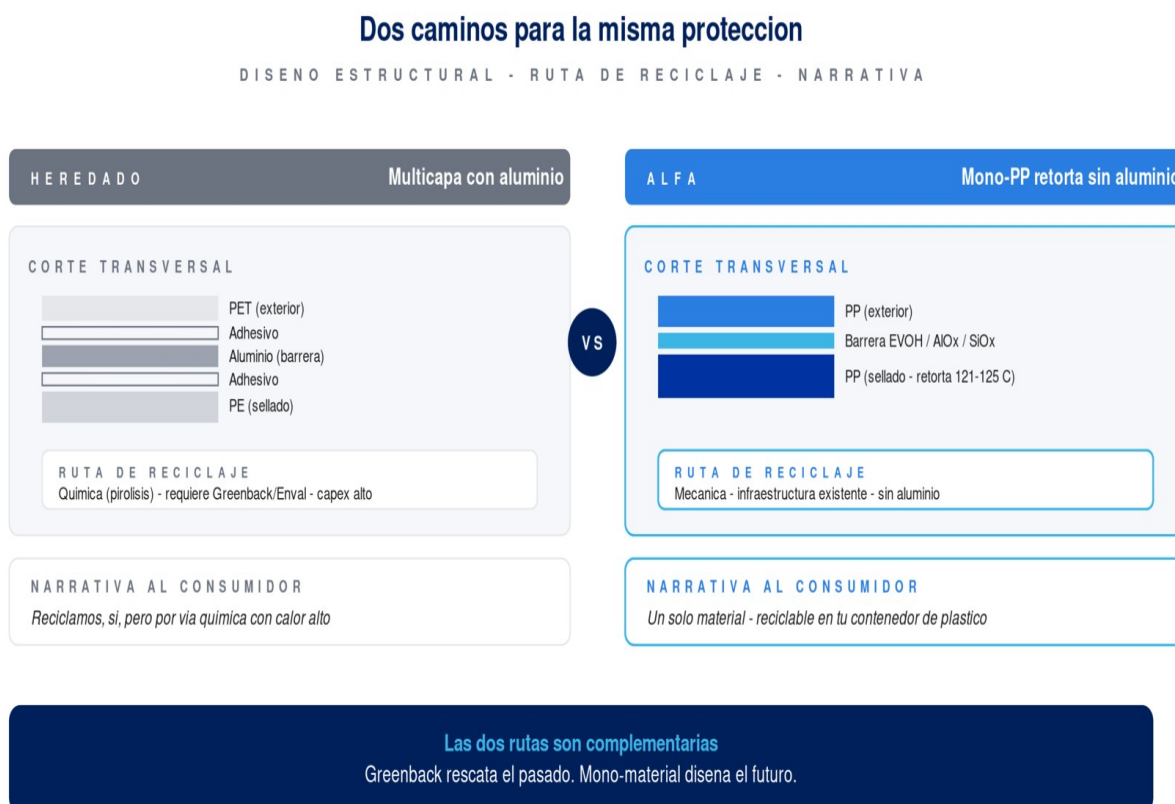 Dos caminos para la misma proteccion
DISENO ESTRUCTURAL - RUTA DE RECICLAJE - NARRATIVA
HEREDADO
Multicapa con aluminio
CORTE TRANSVERSAL
PET (exterior)
Adhesivo
Aluminio (barrera)
Adhesivo
PE (sellado)
RUTA DE RECICLAJE
Quimica (pirolisis) - requiere Greenback/Enval - capex alto
NARRATIVA AL CONSUMIDOR
Reciclamos, si, pero por via quimica con calor alto
VS
ALFA
Mono-PP retorta sin aluminio
CORTE TRANSVERSAL
PP (exterior)
Barrera EVOH / AlOx / SiOx
PP (sellado - retorta 121-125 C)
RUTA DE RECICLAJE
Mecanica - infraestructura existente - sin aluminio
NARRATIVA AL CONSUMIDOR
Un solo material - reciclable en tu contenedor de plastico
Las dos rutas son complementarias
Greenback rescata el pasado. Mono-material disena el futuro.